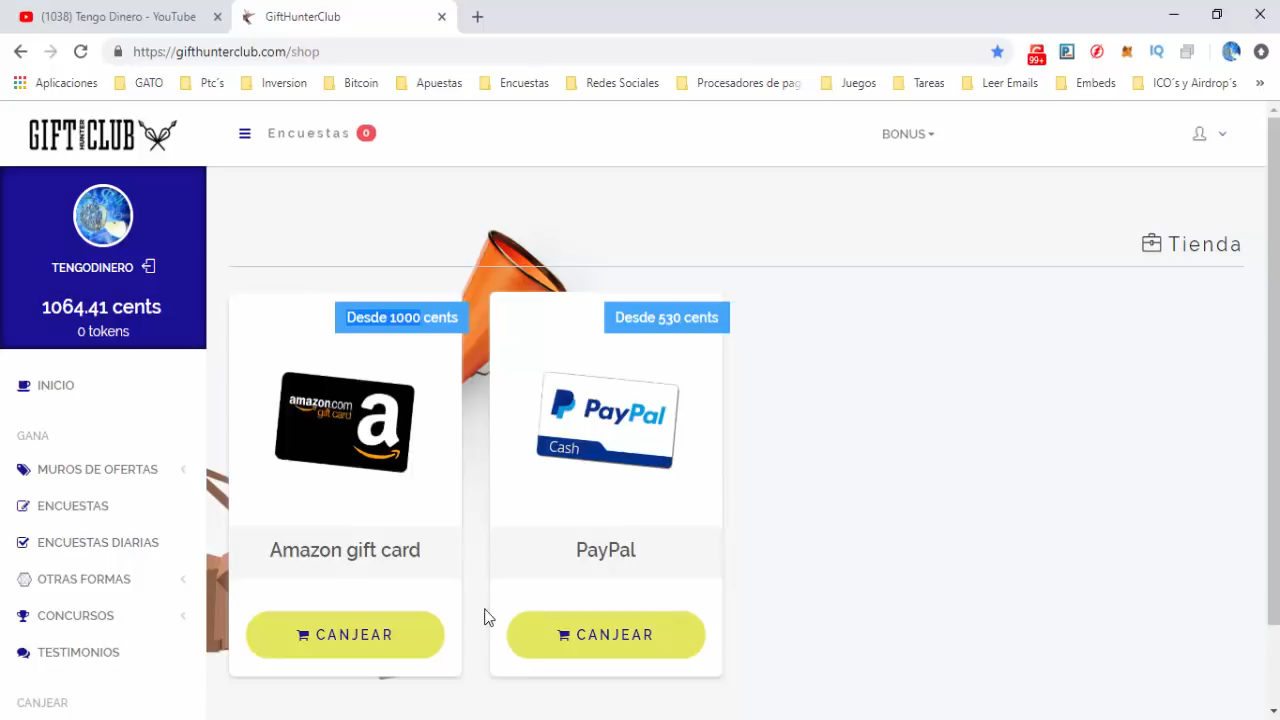 (1038) Tengo Dinero - YouTube
GiftHunterClub
https://gifthunterclub.com/shop
99+
IQ
Aplicaciones
GATO
Ptc´s
Inversion
Bitcoin
Apuestas
Encuestas
Redes Sociales
Procesadores de pag
Juegos
Tareas
Leer Emails
Embeds
ICO´s y Airdrop´s
»
GIFT HUNTER CLUB
Encuestas 0
BONUS
TENGODINERO
1064.41 cents
0 tokens
Tienda
INICIO
GANA
MUROS DE OFERTAS
ENCUESTAS
ENCUESTAS DIARIAS
OTRAS FORMAS
CONCURSOS
TESTIMONIOS
CANJEAR
Desde 1000 cents
amazon.com
gift card
a
Amazon gift card
CANJEAR
Desde 530 cents
PayPal
Cash
PayPal
CANJEAR